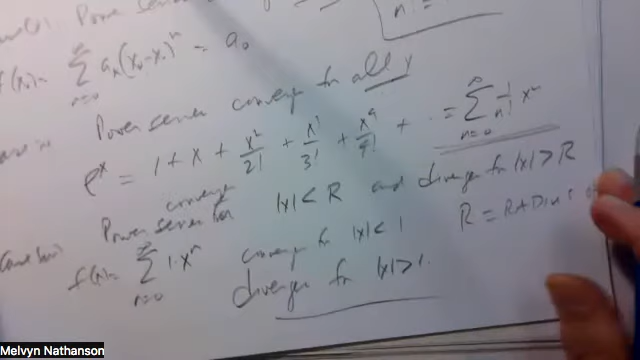 Power series
n! =
f(x₀) = ∑_{n=0}^∞ aₙ(x₀-x₀)ⁿ = a₀
Power series converge for all x
eˣ = 1 + x + x²/2! + x³/3! + x⁴/4! + ... = ∑_{n=0}^∞ 1/n! xⁿ
Power series converge for |x| < R and diverge for |x| > R
R = RADIUS
f(x) = ∑_{n=0}^∞ 1·xⁿ converge for |x| < 1
diverge for |x| > 1.
Melvyn Nathanson